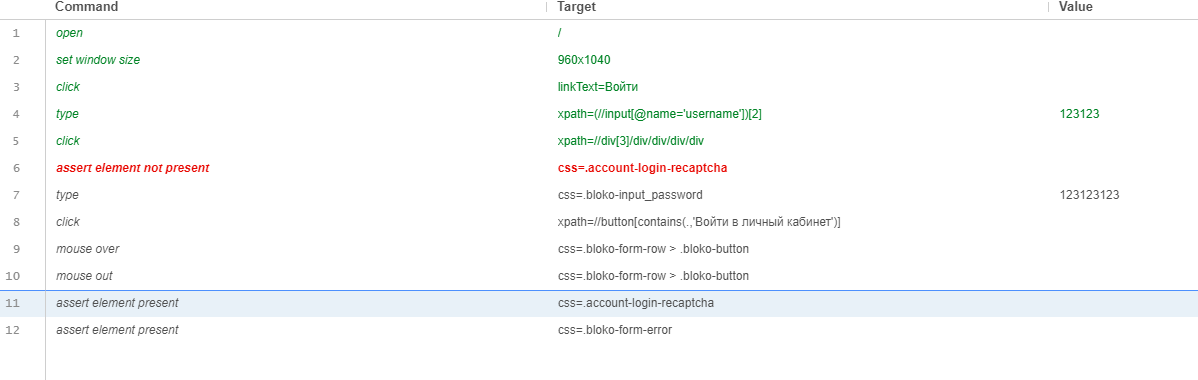 Command Target Value
1 open /
2 set window size 960x1040
3 click linkText=Войти
4 type xpath=(//input[@name='username'])[2] 123123
5 click xpath=//div[3]/div/div/div/div
6 assert element not present css=.account-login-recaptcha
7 type css=.bloko-input_password 123123123
8 click xpath=//button[contains(.,'Войти в личный кабинет')]
9 mouse over css=.bloko-form-row > .bloko-button
10 mouse out css=.bloko-form-row > .bloko-button
11 assert element present css=.account-login-recaptcha
12 assert element present css=.bloko-form-error